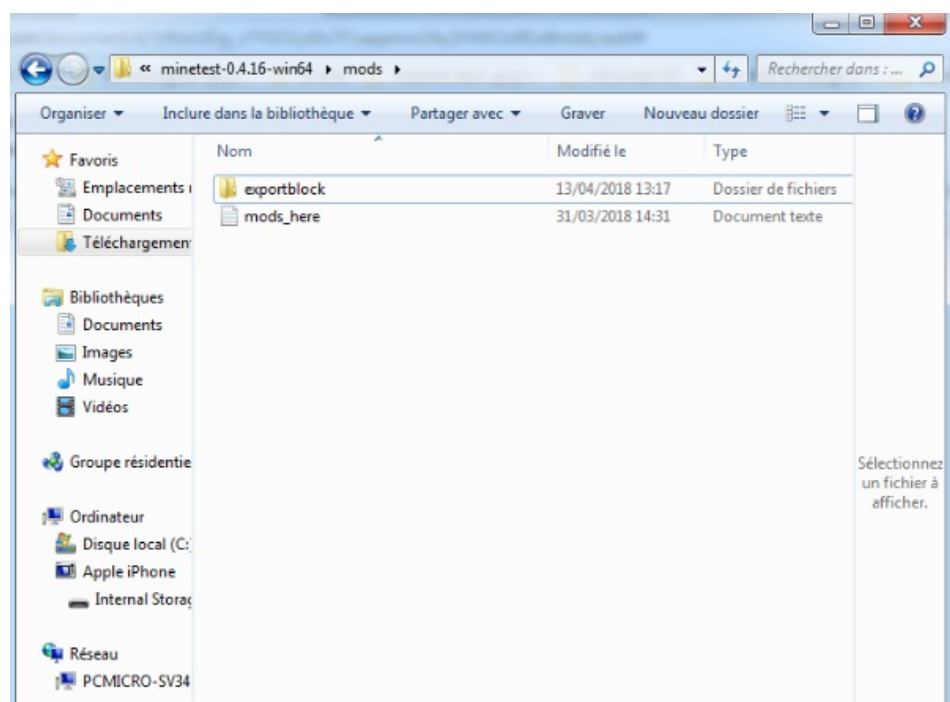 « minetest-0.4.16-win64 ▸ mods ▸
Rechercher dans : ...
Organiser ▾ Inclure dans la bibliothèque ▾ Partager avec ▾ Graver Nouveau dossier
Nom Modifié le Type
Favoris
Emplacements r
Documents
Téléchargement
exportblock 13/04/2018 13:17 Dossier de fichiers
mods_here 31/03/2018 14:31 Document texte
Bibliothèques
Documents
Images
Musique
Vidéos
Groupe résidentie
Ordinateur
Disque local (C:
Apple iPhone
Internal Storag
Réseau
PCMICRO-SV34
Sélectionnez
un fichier à
afficher.